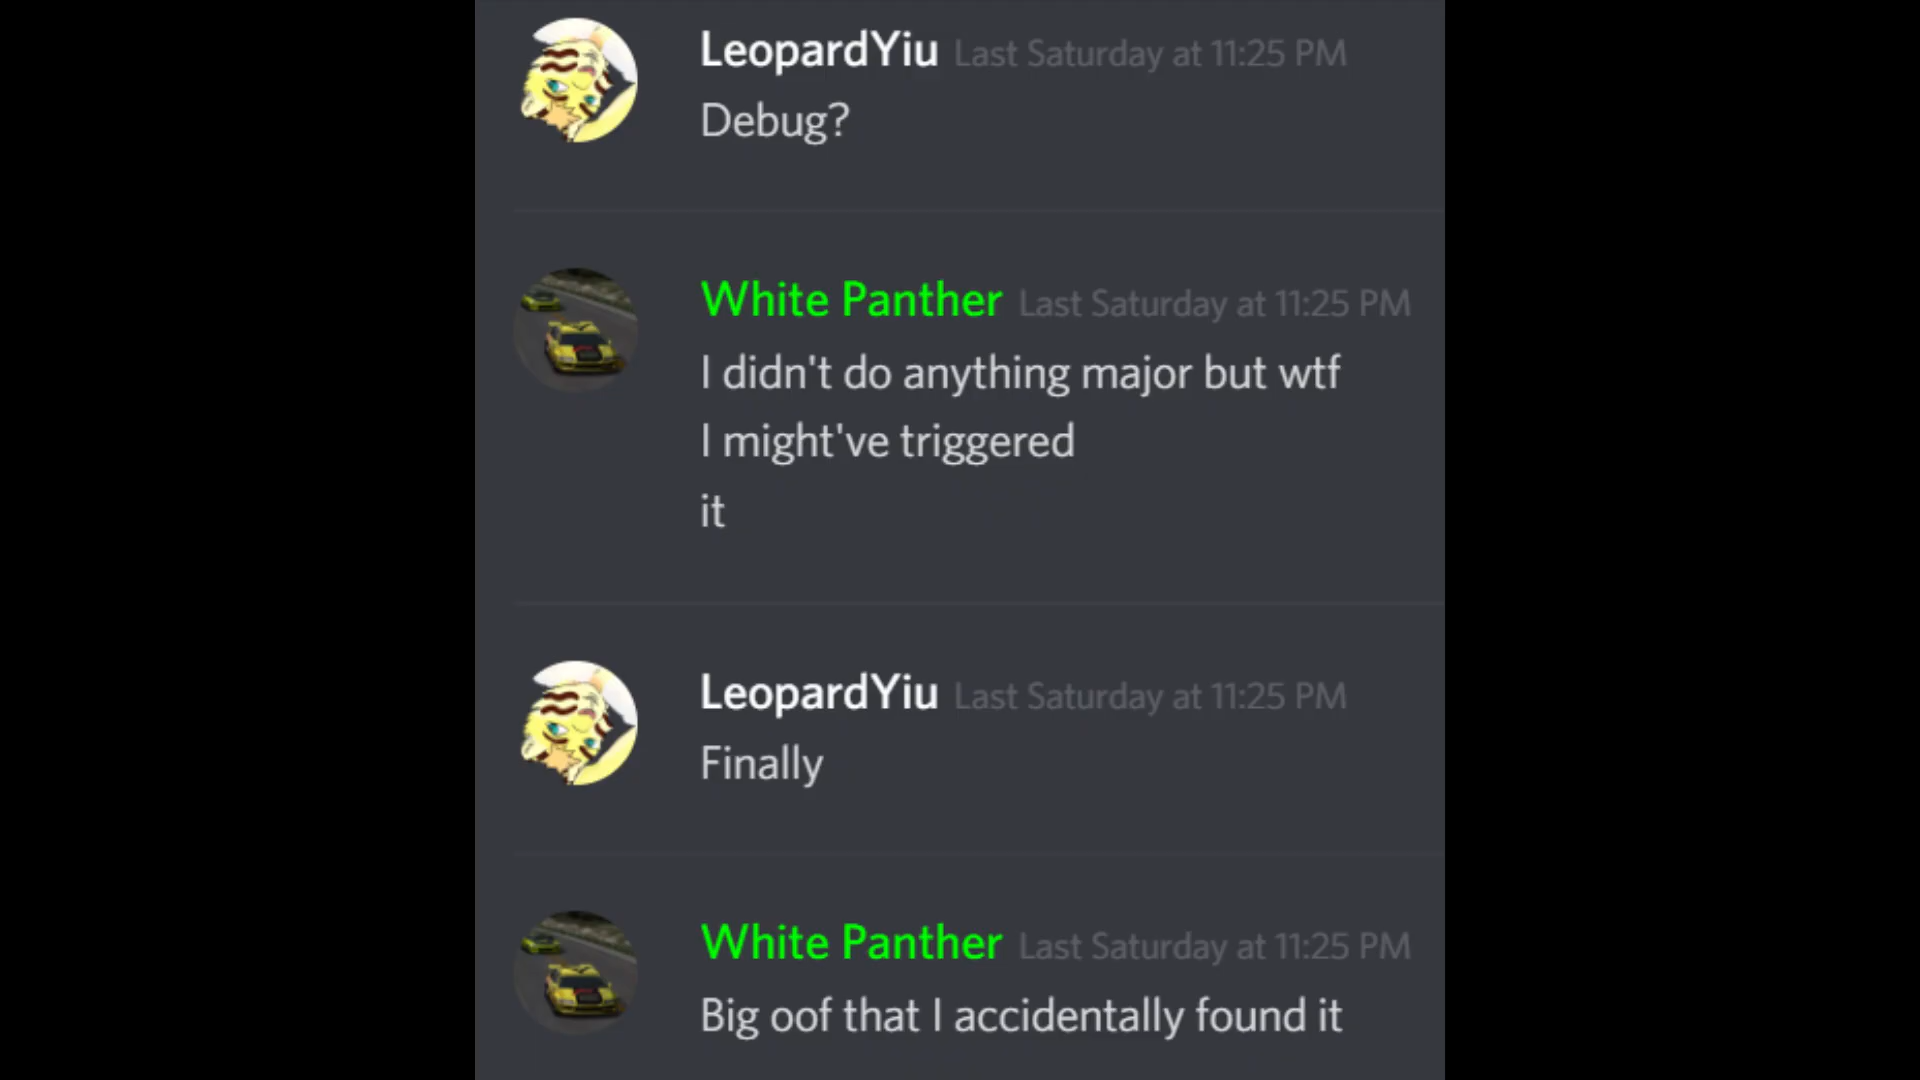 LeopardYiu Last Saturday at 11:25 PM
Debug?
White Panther Last Saturday at 11:25 PM
I didn't do anything major but wtf
I might've triggered
it
LeopardYiu Last Saturday at 11:25 PM
Finally
White Panther Last Saturday at 11:25 PM
Big oof that I accidentally found it